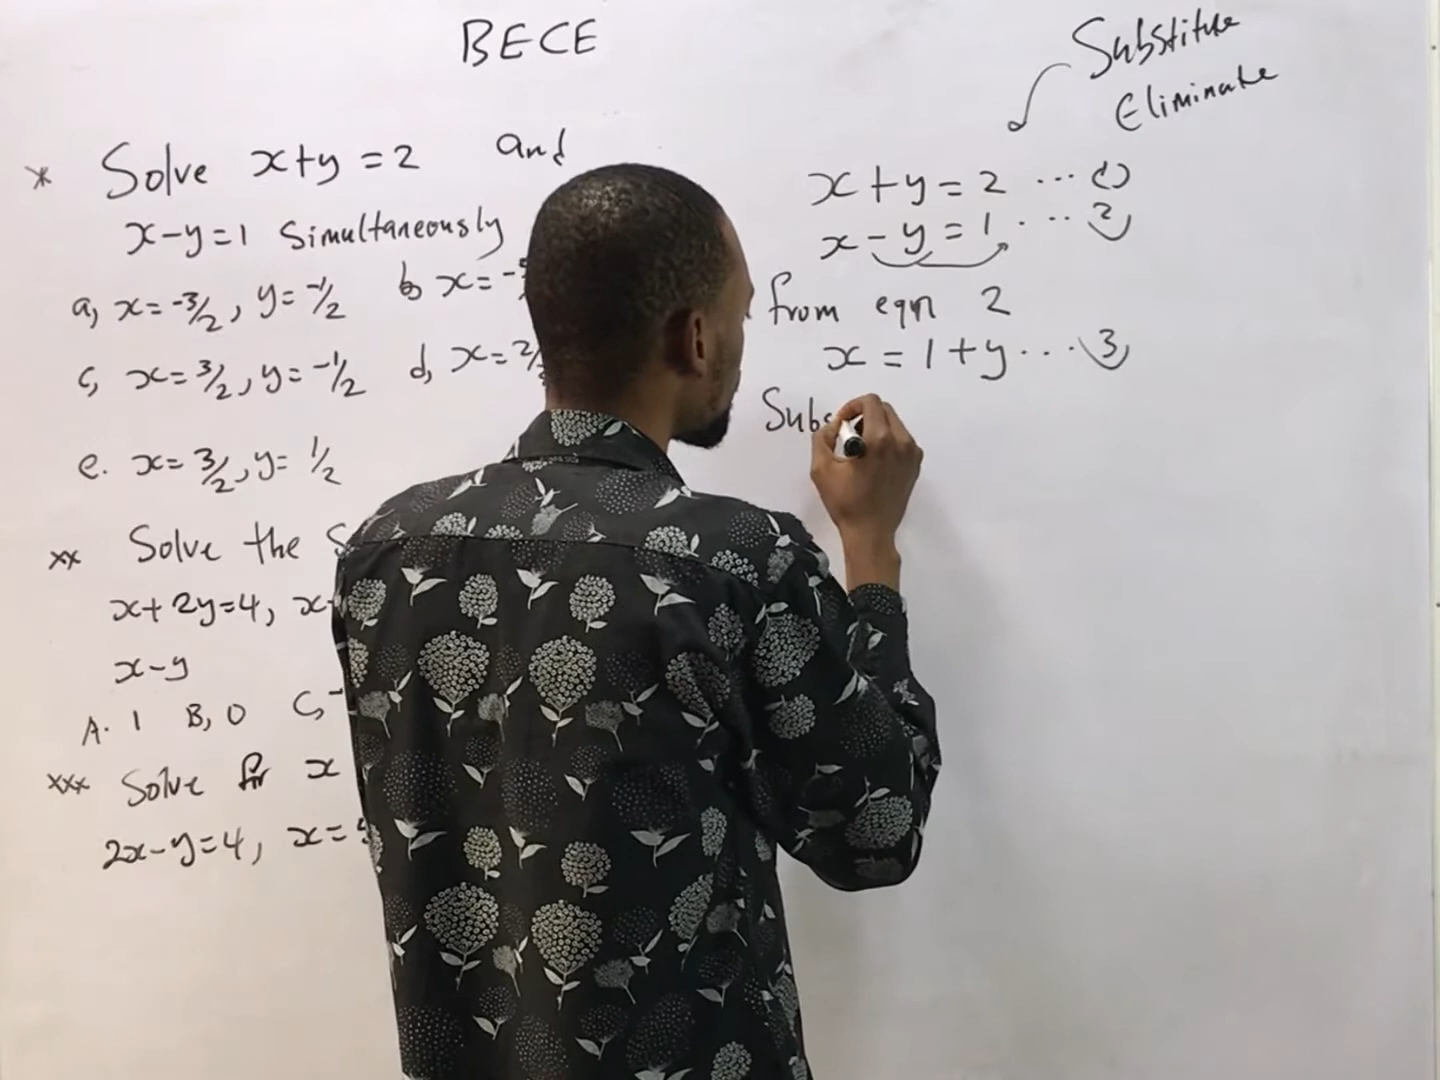 BECE
* Solve x+y=2 and
x-y=1 Simultaneously
a, x=-3/2, y=-1/2 b, x=-
c, x=3/2, y=-1/2 d, x=2/
e. x=3/2, y=1/2
xx Solve the S
x+2y=4, x-
x-y
A. 1 B, 0 C, -
xxx Solve for x
2x-y=4, x=
Substitute
Eliminate
x+y=2 ... (1)
x-y=1 ... 2)
from eqn 2
x=1+y... 3)
Subs